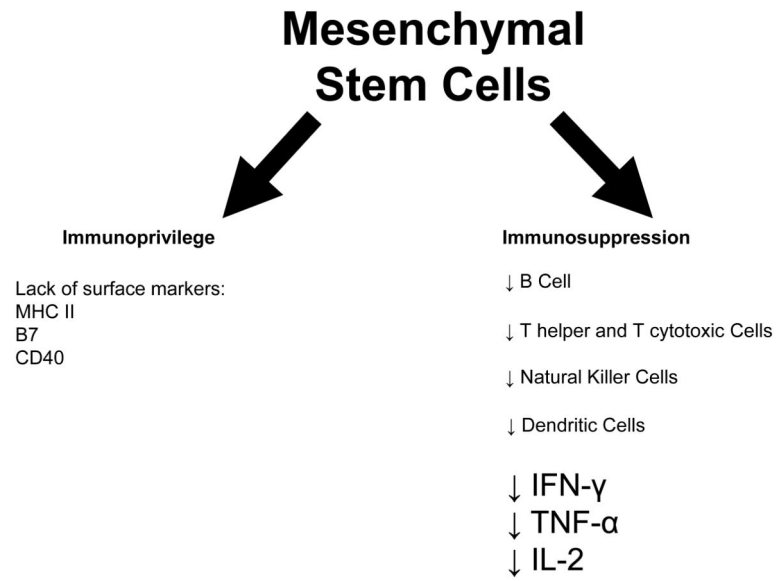 Mesenchymal
Stem Cells
Immunoprivilege
Lack of surface markers:
MHC II
B7
CD40
Immunosuppression
↓ B Cell
↓ T helper and T cytotoxic Cells
↓ Natural Killer Cells
↓ Dendritic Cells
↓ IFN-γ
↓ TNF-α
↓ IL-2